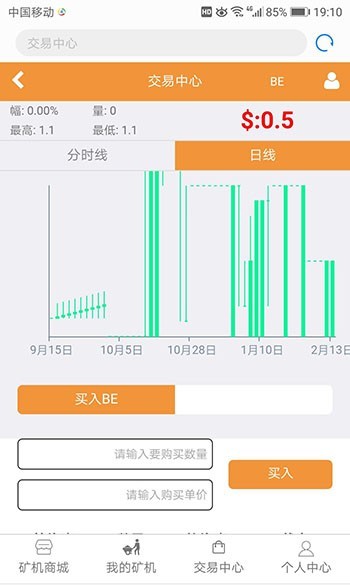 中国移动 HD 4G 85% 19:10
交易中心
交易中心 BE
幅: 0.00% 量: 0
最高: 1.1 最低: 1.1
$:0.5
分时线 日线
9月15日 10月5日 10月28日 1月10日 2月13日
买入BE
请输入要购买数量
请输入购买单价
买入
矿机商城 我的矿机 交易中心 个人中心